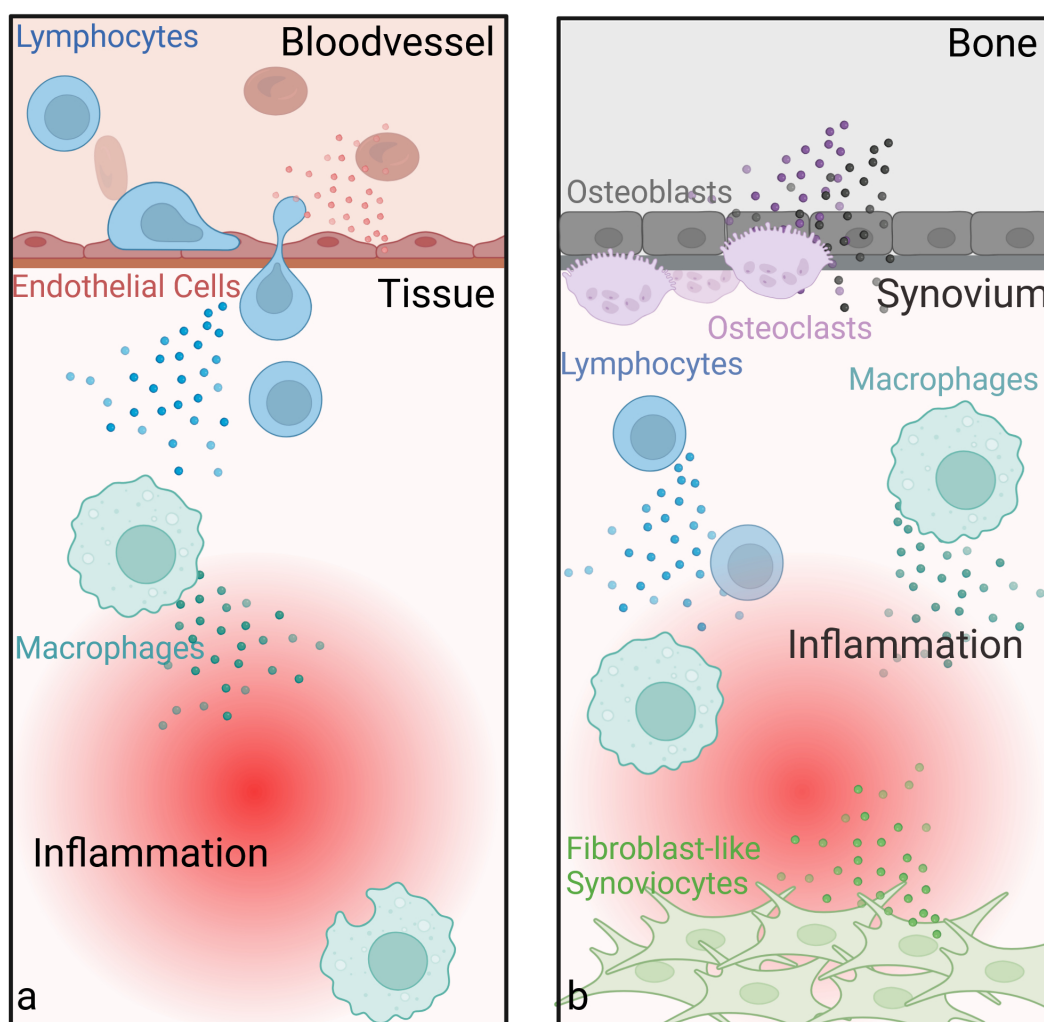 Lymphocytes
Bloodvessel
Endothelial Cells
Tissue
Macrophages
Inflammation
a
Bone
Osteoblasts
Synovium
Osteoclasts
Lymphocytes
Macrophages
Inflammation
Fibroblast-like
Synoviocytes
b